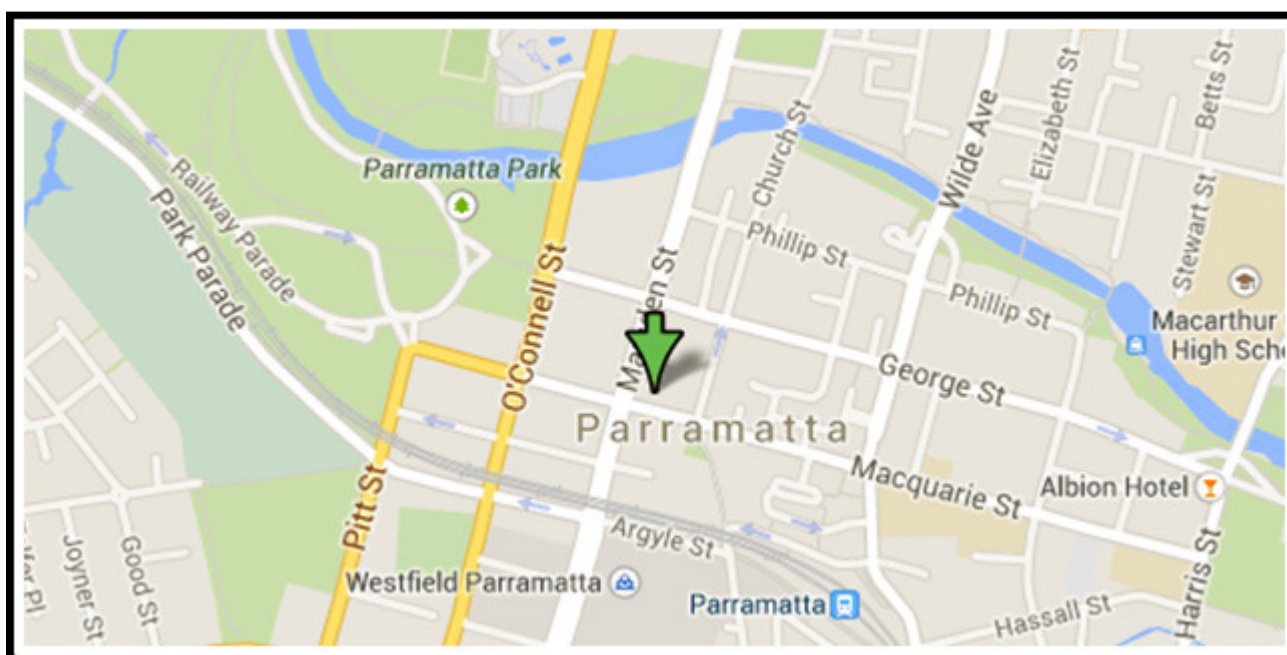 Parramatta Park
Railway Parade
Park Parade
O'Connell St
Church St
Wilde Ave
Elizabeth St
Betts St
Stewart St
Phillip St
Phillip St
Macarthur
High
George St
Parramatta
Macquarie St
Albion Hotel
Pitt St
Argyle St
Westfield Parramatta
Parramatta
Hassall St
Harris St
Good St
Joyner St
Pl